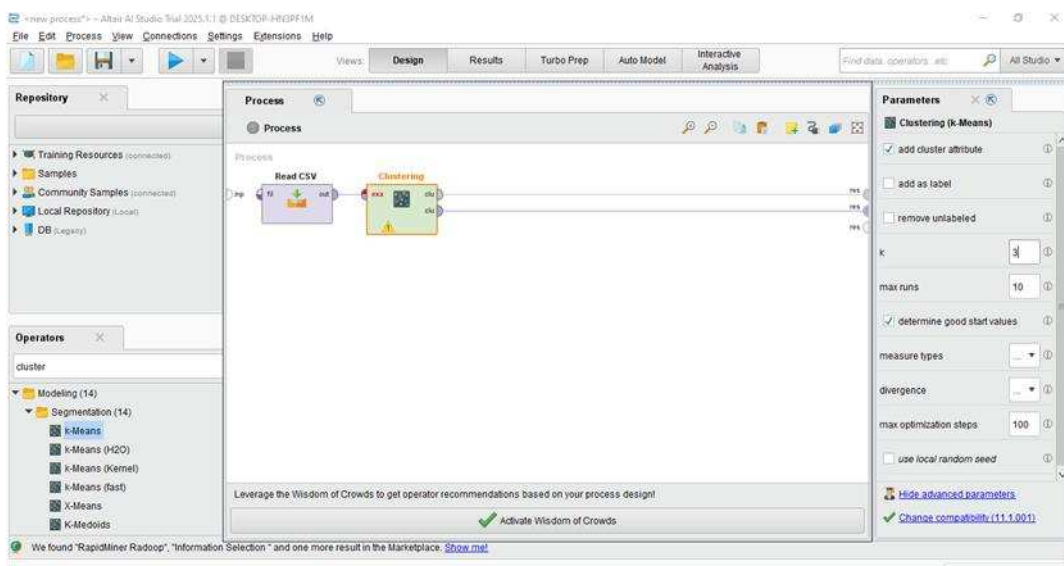 <new process*> – Altair AI Studio Trial 2025.1.1 @ DESKTOP-HN3PF1M
File Edit Process View Connections Settings Extensions Help
Views: Design Results Turbo Prep Auto Model Interactive Analysis
Find data, operators...etc All Studio
Repository
Training Resources (connected)
Samples
Community Samples (connected)
Local Repository (Local)
DB (Legacy)
Operators
cluster
Modeling (14)
Segmentation (14)
k-Means
k-Means (H2O)
k-Means (Kernel)
k-Means (fast)
X-Means
K-Medoids
Process
Process
Process
Read CSV
Clustering
inp fil out exa clu res
clu res
res
Leverage the Wisdom of Crowds to get operator recommendations based on your process design!
Activate Wisdom of Crowds
Parameters
Clustering (k-Means)
add cluster attribute
add as label
remove unlabeled
k 3
max runs 10
determine good start values
measure types ...
divergence ...
max optimization steps 100
use local random seed
Hide advanced parameters
Change compatibility (11.1.001)
We found "RapidMiner Radoop", "Information Selection" and one more result in the Marketplace. Show me!